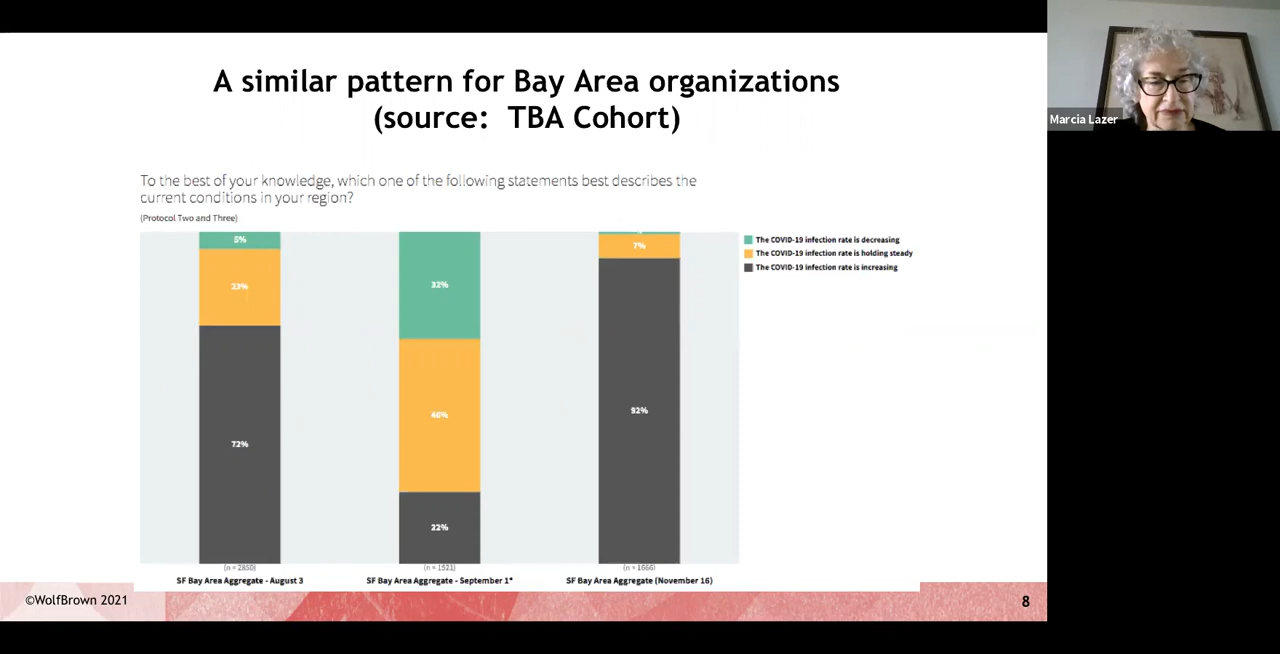 A similar pattern for Bay Area organizations
(source: TBA Cohort)
Marcia Lazer
To the best of your knowledge, which one of the following statements best describes the
current conditions in your region?
(Protocol Two and Three)
5%
23%
72%
32%
46%
22%
7%
92%
The COVID-19 infection rate is decreasing
The COVID-19 infection rate is holding steady
The COVID-19 infection rate is increasing
(n = 2850)
(n = 1521)
(n = 1666)
SF Bay Area Aggregate - August 3
SF Bay Area Aggregate - September 1*
SF Bay Area Aggregate (November 16)
©WolfBrown 2021
8